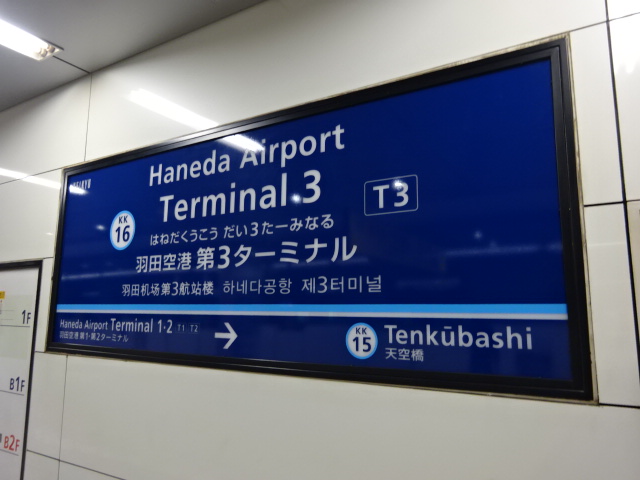 Haneda Airport
Terminal 3
T3
KK
16
はねだくうこう だい3たーみなる
羽田空港 第3ターミナル
羽田机场第3航站楼 하네다공항 제3터미널
Haneda Airport Terminal 1·2 T1 T2
羽田空港第1·第2ターミナル
KK
15
Tenkūbashi
天空橋
1F
B1F
B2F